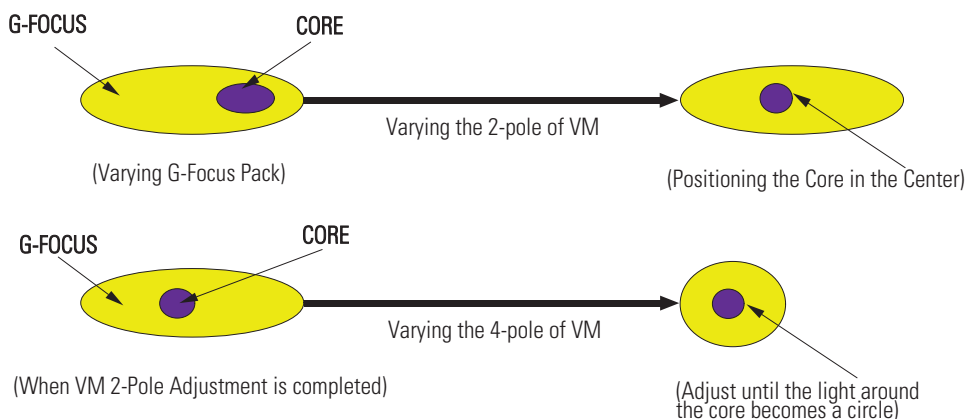 G-FOCUS
CORE
Varying the 2-pole of VM
(Varying G-Focus Pack)
(Positioning the Core in the Center)
G-FOCUS
CORE
Varying the 4-pole of VM
(When VM 2-Pole Adjustment is completed)
(Adjust until the light around
the core becomes a circle)